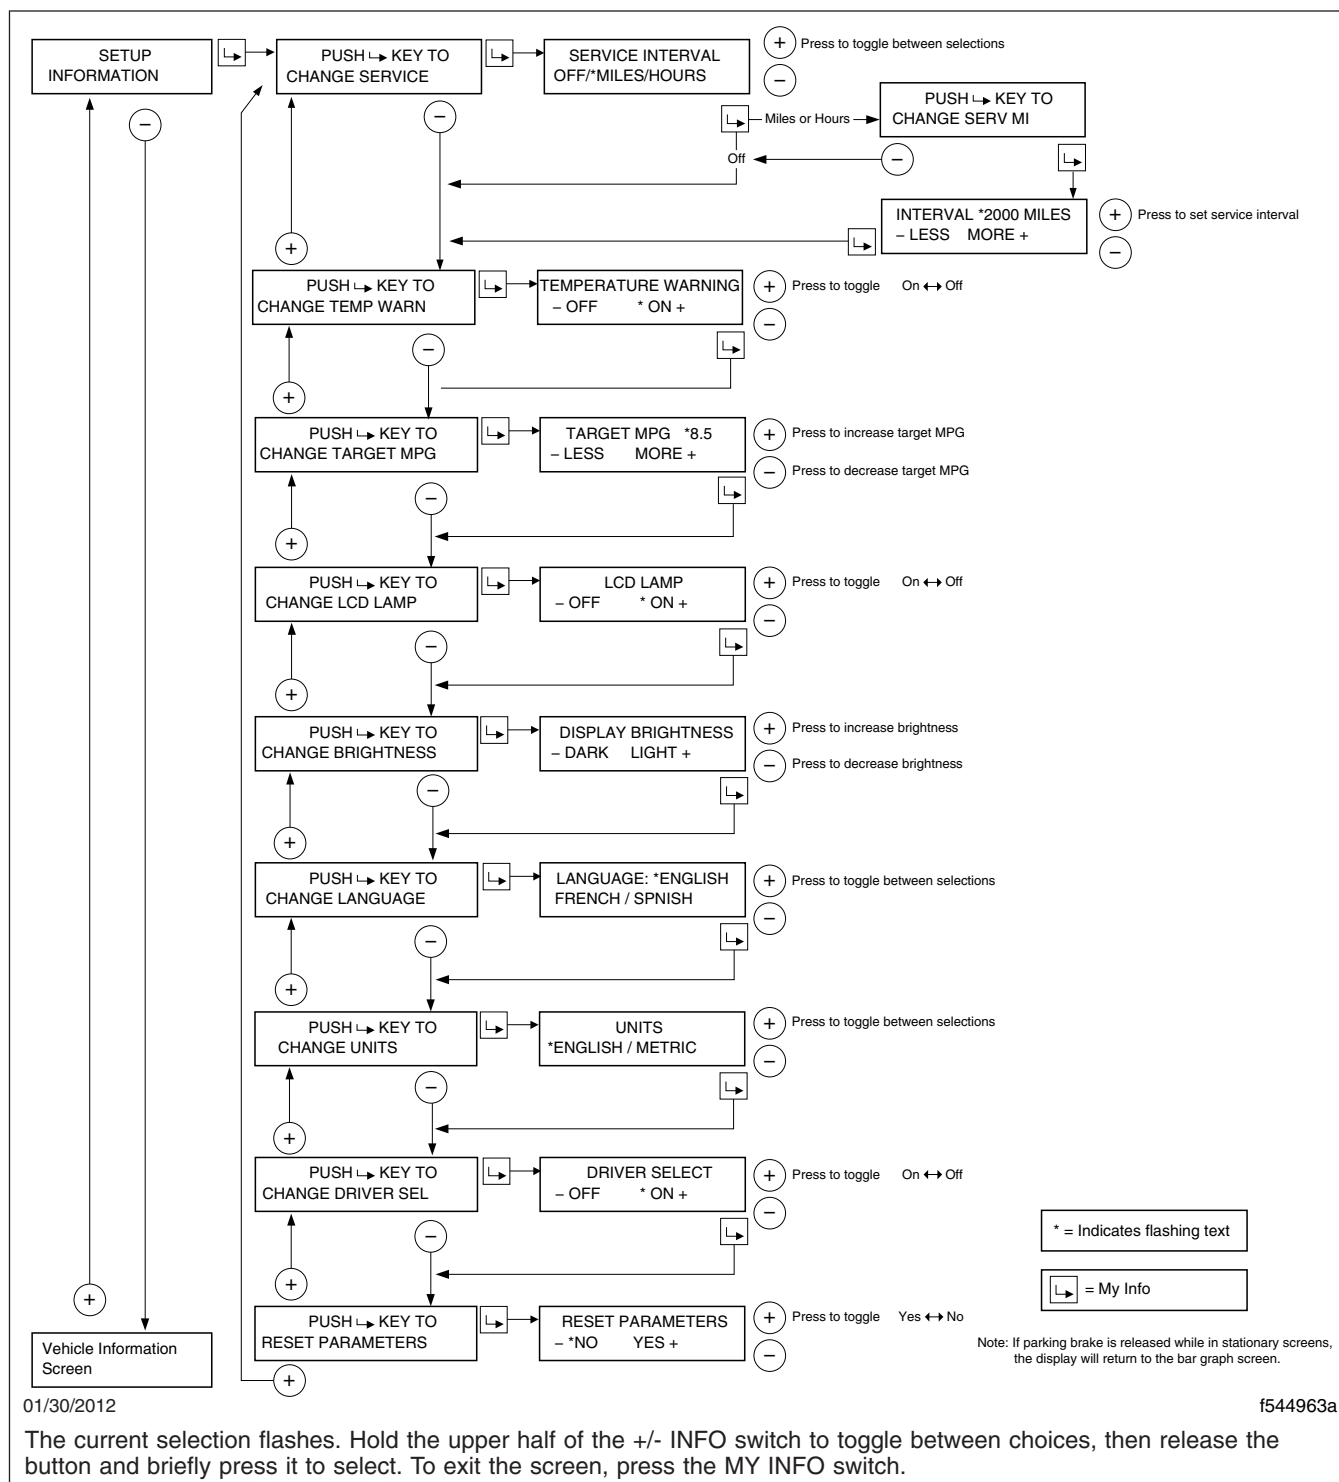 SETUP
INFORMATION
PUSH ↳ KEY TO
CHANGE SERVICE
SERVICE INTERVAL
OFF/*MILES/HOURS
+ Press to toggle between selections
−
−
−
Miles or Hours
PUSH ↳ KEY TO
CHANGE SERV MI
Off
−
INTERVAL *2000 MILES
− LESS MORE +
+ Press to set service interval
−
+
PUSH ↳ KEY TO
CHANGE TEMP WARN
TEMPERATURE WARNING
− OFF * ON +
+ Press to toggle On ↔ Off
−
−
+
PUSH ↳ KEY TO
CHANGE TARGET MPG
TARGET MPG *8.5
− LESS MORE +
+ Press to increase target MPG
− Press to decrease target MPG
−
+
PUSH ↳ KEY TO
CHANGE LCD LAMP
LCD LAMP
− OFF * ON +
+ Press to toggle On ↔ Off
−
−
+
PUSH ↳ KEY TO
CHANGE BRIGHTNESS
DISPLAY BRIGHTNESS
− DARK LIGHT +
+ Press to increase brightness
− Press to decrease brightness
−
+
PUSH ↳ KEY TO
CHANGE LANGUAGE
LANGUAGE: *ENGLISH
FRENCH / SPNISH
+ Press to toggle between selections
−
−
+
PUSH ↳ KEY TO
CHANGE UNITS
UNITS
*ENGLISH / METRIC
+ Press to toggle between selections
−
−
+
PUSH ↳ KEY TO
CHANGE DRIVER SEL
DRIVER SELECT
− OFF * ON +
+ Press to toggle On ↔ Off
−
−
+
* = Indicates flashing text
↳ = My Info
+
PUSH ↳ KEY TO
RESET PARAMETERS
RESET PARAMETERS
− *NO YES +
+ Press to toggle Yes ↔ No
−
+
Vehicle Information
Screen
Note: If parking brake is released while in stationary screens,
the display will return to the bar graph screen.
01/30/2012
f544963a
The current selection flashes. Hold the upper half of the +/- INFO switch to toggle between choices, then release the
button and briefly press it to select. To exit the screen, press the MY INFO switch.